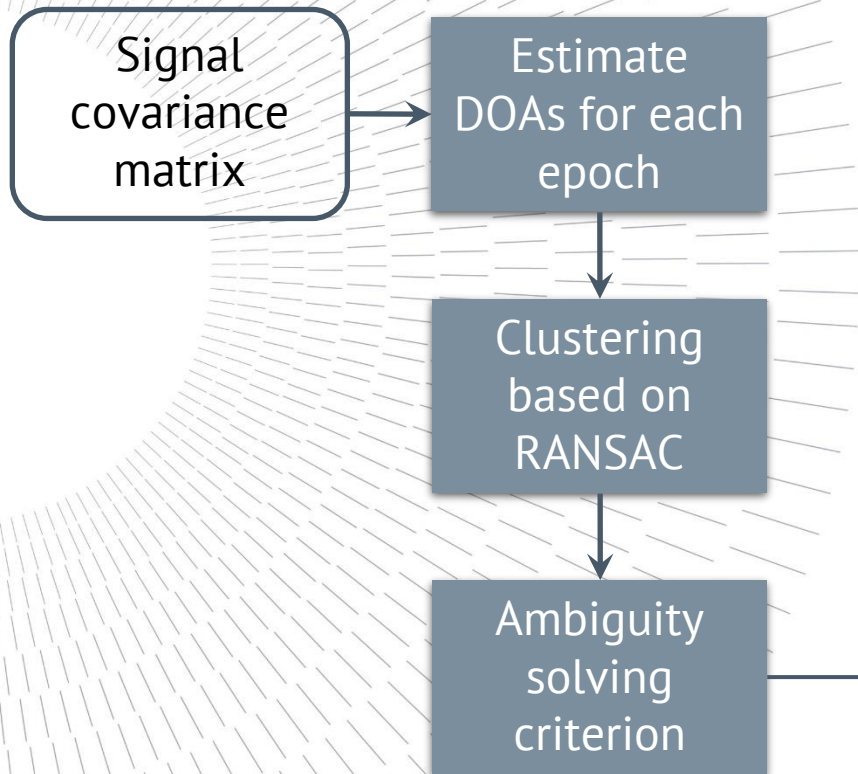 Signal
covariance
matrix
Estimate
DOAs for each
epoch
Clustering
based on
RANSAC
Ambiguity
solving
criterion